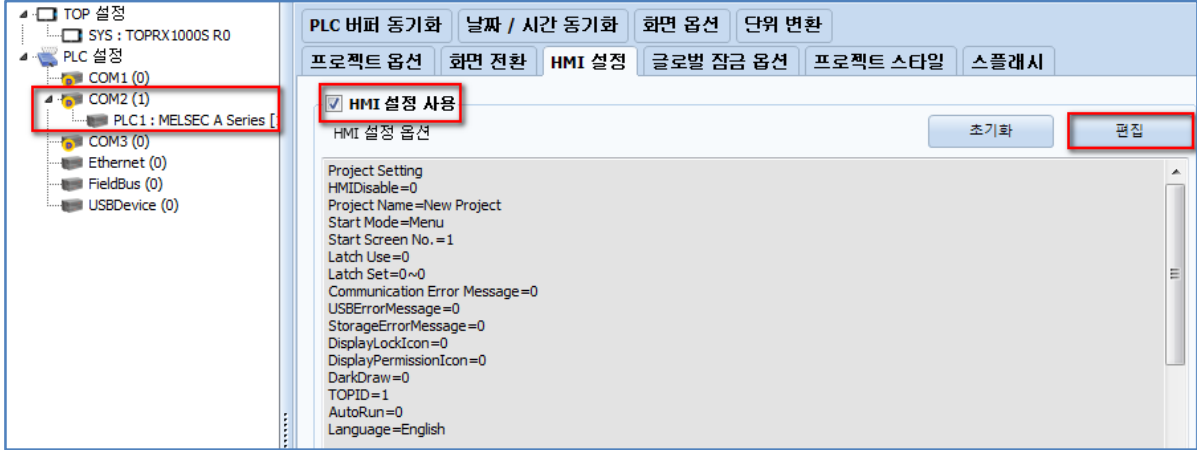 TOP 설정
SYS : TOPRX1000S R0
PLC 설정
COM1 (0)
COM2 (1)
PLC1 : MELSEC A Series [
COM3 (0)
Ethernet (0)
FieldBus (0)
USBDevice (0)
PLC 버퍼 동기화 날짜 / 시간 동기화 화면 옵션 단위 변환
프로젝트 옵션 화면 전환 HMI 설정 글로벌 잠금 옵션 프로젝트 스타일 스플래시
HMI 설정 사용
HMI 설정 옵션 초기화 편집
Project Setting
HMIDisable=0
Project Name=New Project
Start Mode=Menu
Start Screen No.=1
Latch Use=0
Latch Set=0~0
Communication Error Message=0
USBErrorMessage=0
StorageErrorMessage=0
DisplayLockIcon=0
DisplayPermissionIcon=0
DarkDraw=0
TOPID=1
AutoRun=0
Language=English